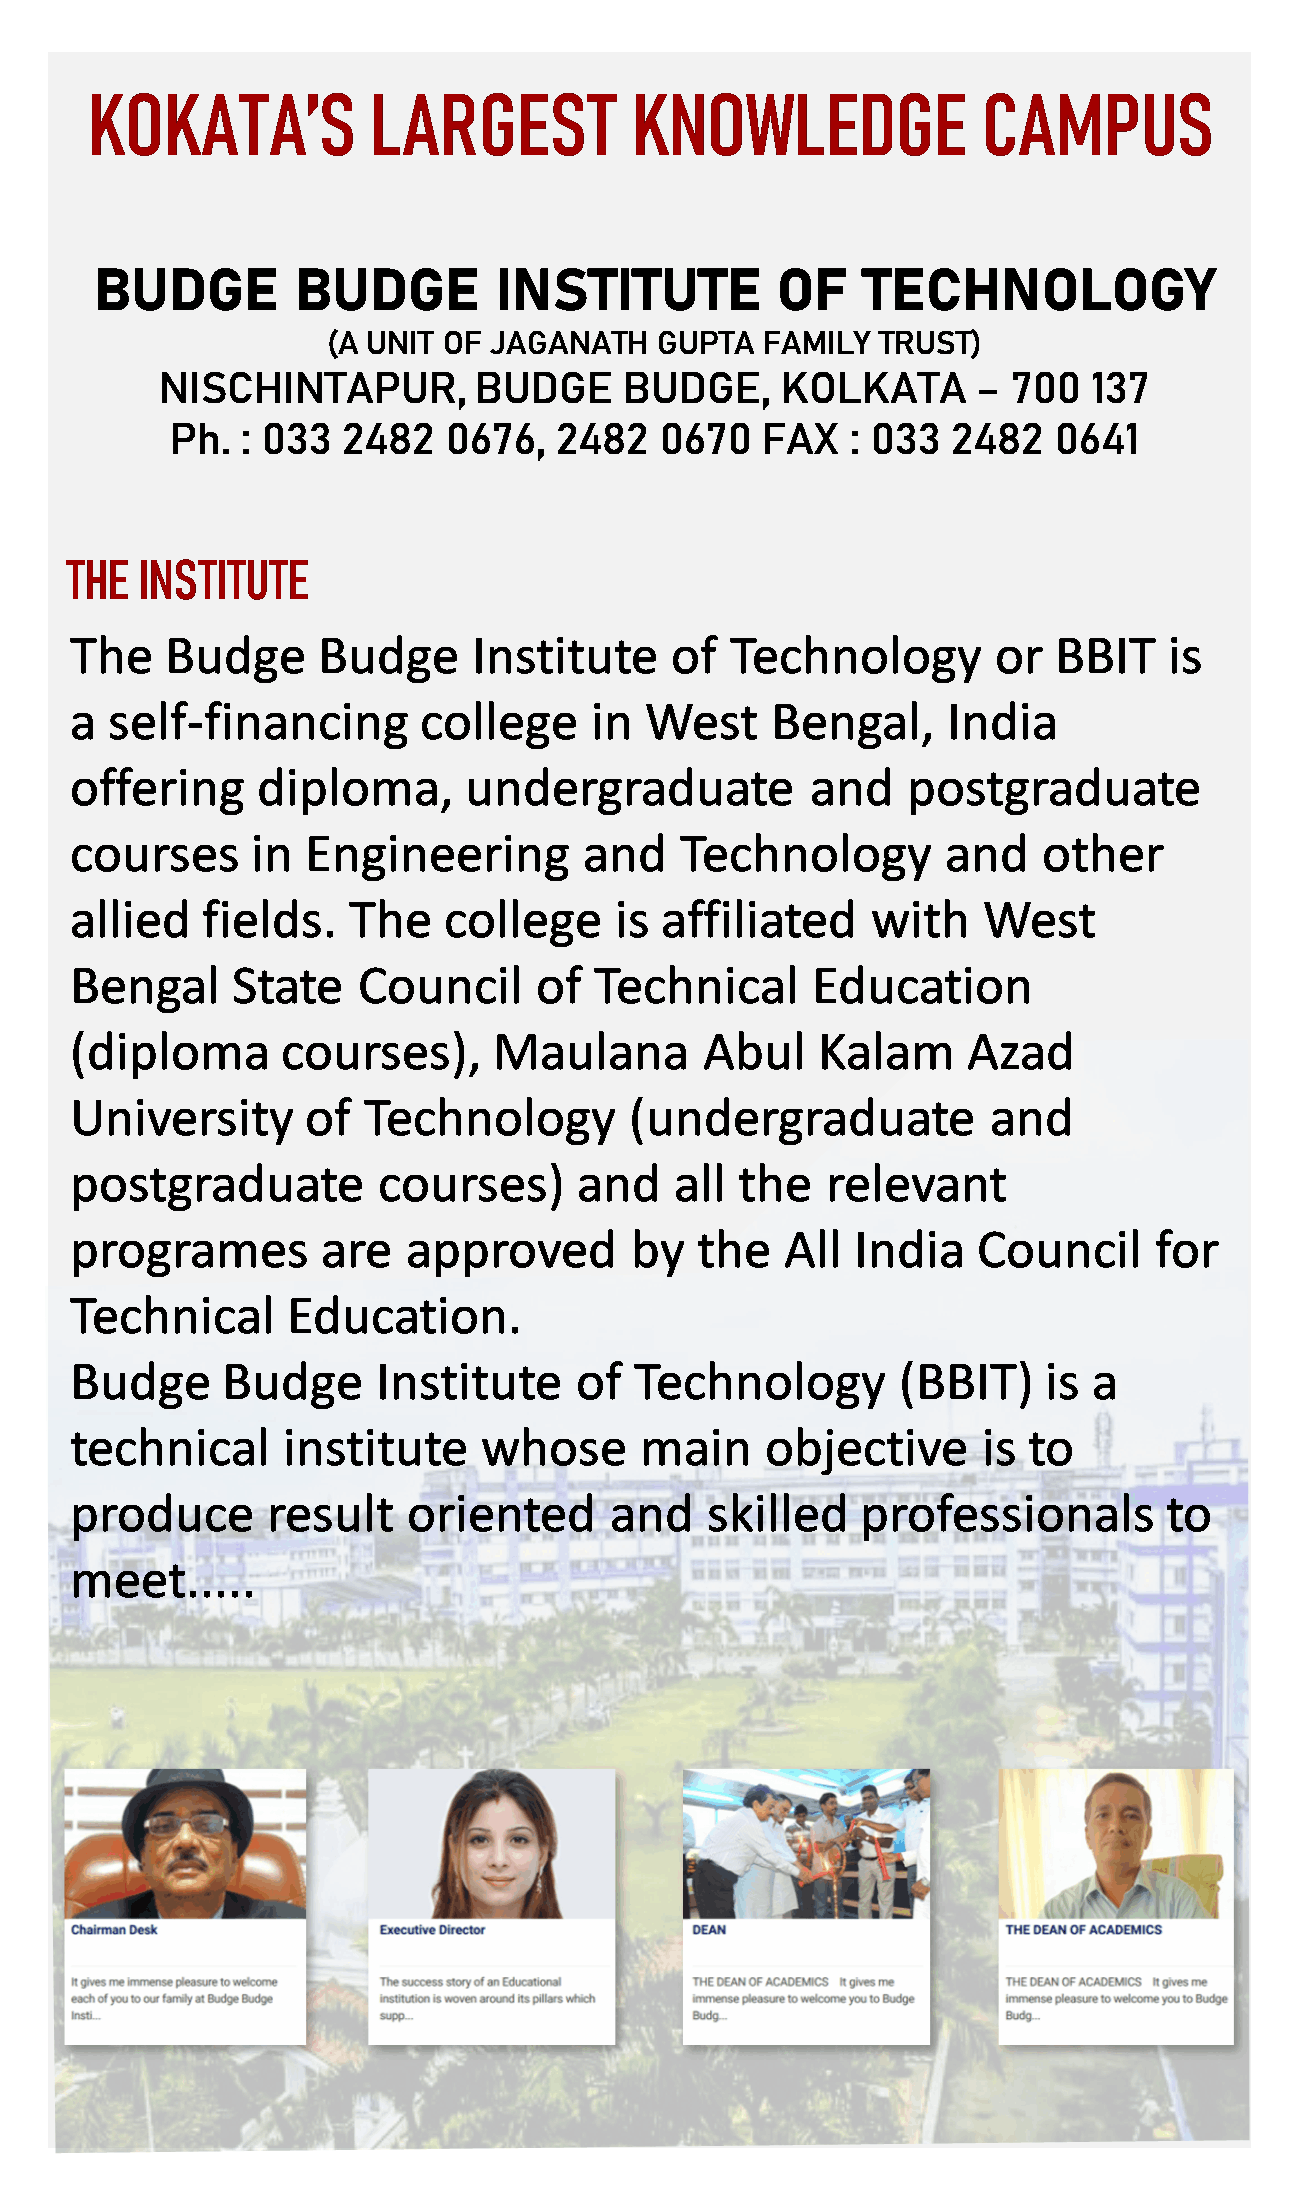 KOKATA'S LARGEST KNOWLEDGE CAMPUS
BUDGE BUDGE INSTITUTE OF TECHNOLOGY
(A UNIT OF JAGANATH GUPTA FAMILY TRUST)
NISCHINTAPUR, BUDGE BUDGE, KOLKATA – 700 137
Ph. : 033 2482 0676, 2482 0670 FAX : 033 2482 0641
THE INSTITUTE
The Budge Budge Institute of Technology or BBIT is
a self-financing college in West Bengal, India
offering diploma, undergraduate and postgraduate
courses in Engineering and Technology and other
allied fields. The college is affiliated with West
Bengal State Council of Technical Education
(diploma courses), Maulana Abul Kalam Azad
University of Technology (undergraduate and
postgraduate courses) and all the relevant
programes are approved by the All India Council for
Technical Education.
Budge Budge Institute of Technology (BBIT) is a
technical institute whose main objective is to
produce result oriented and skilled professionals to
meet.....
Chairman Desk
It gives me immense pleasure to welcome
each of you to our family at Budge Budge
Insti...
Executive Director
The success story of an Educational
institution is woven around its pillars which
supp...
DEAN
THE DEAN OF ACADEMICS It gives me
immense pleasure to welcome you to Budge
Budg...
THE DEAN OF ACADEMICS
THE DEAN OF ACADEMICS It gives me
immense pleasure to welcome you to Budge
Budg...